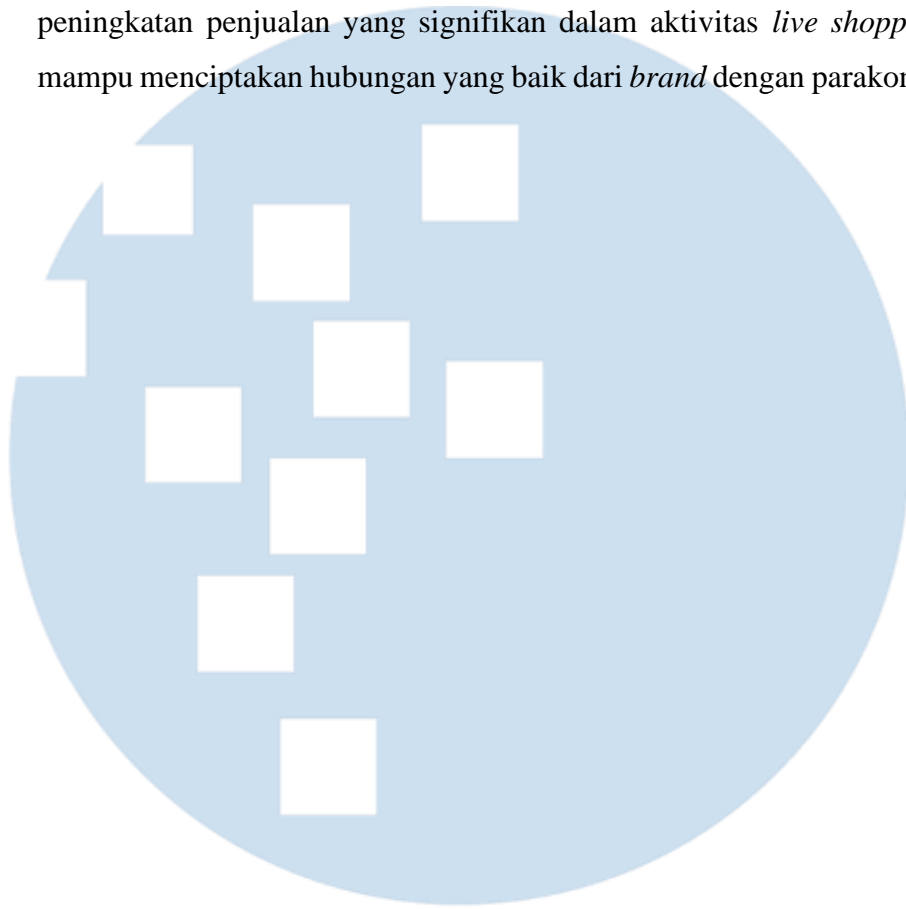 peningkatan penjualan yang signifikan dalam aktivitas live shopp
mampu menciptakan hubungan yang baik dari brand dengan parakon